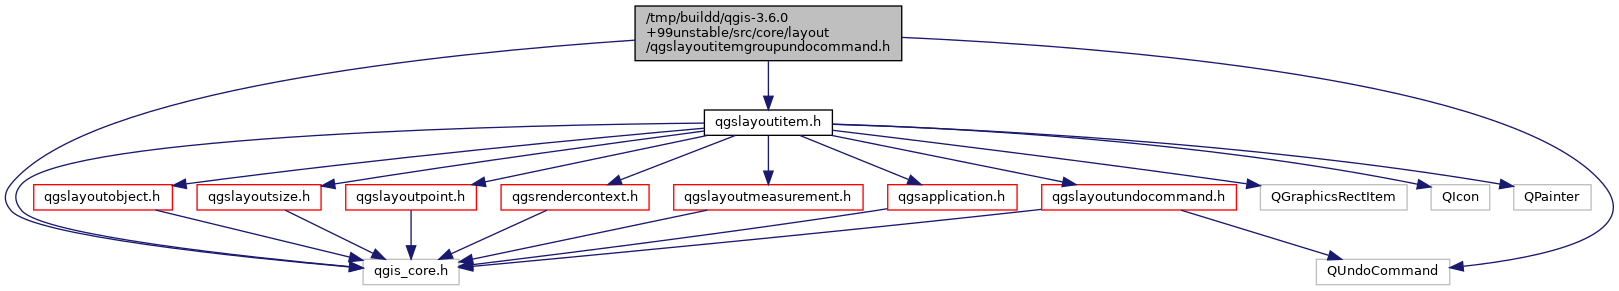 /tmp/buildd/qgis-3.6.0
+99unstable/src/core/layout
/qgslayoutitemgroupundocommand.h
qgslayoutitem.h
qgslayoutobject.h
qgslayoutsize.h
qgslayoutpoint.h
qgsrendercontext.h
qgslayoutmeasurement.h
qgsapplication.h
qgslayoutundocommand.h
QGraphicsRectItem
QIcon
QPainter
qgis_core.h
QUndoCommand